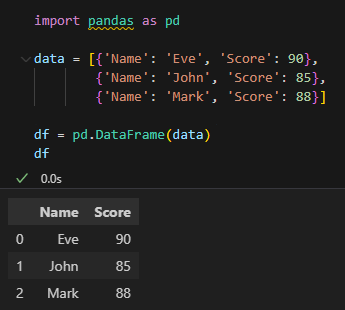 import pandas as pd
data = [{'Name': 'Eve', 'Score': 90},
{'Name': 'John', 'Score': 85},
{'Name': 'Mark', 'Score': 88}]
df = pd.DataFrame(data)
df
0.0s
Name Score
0 Eve 90
1 John 85
2 Mark 88